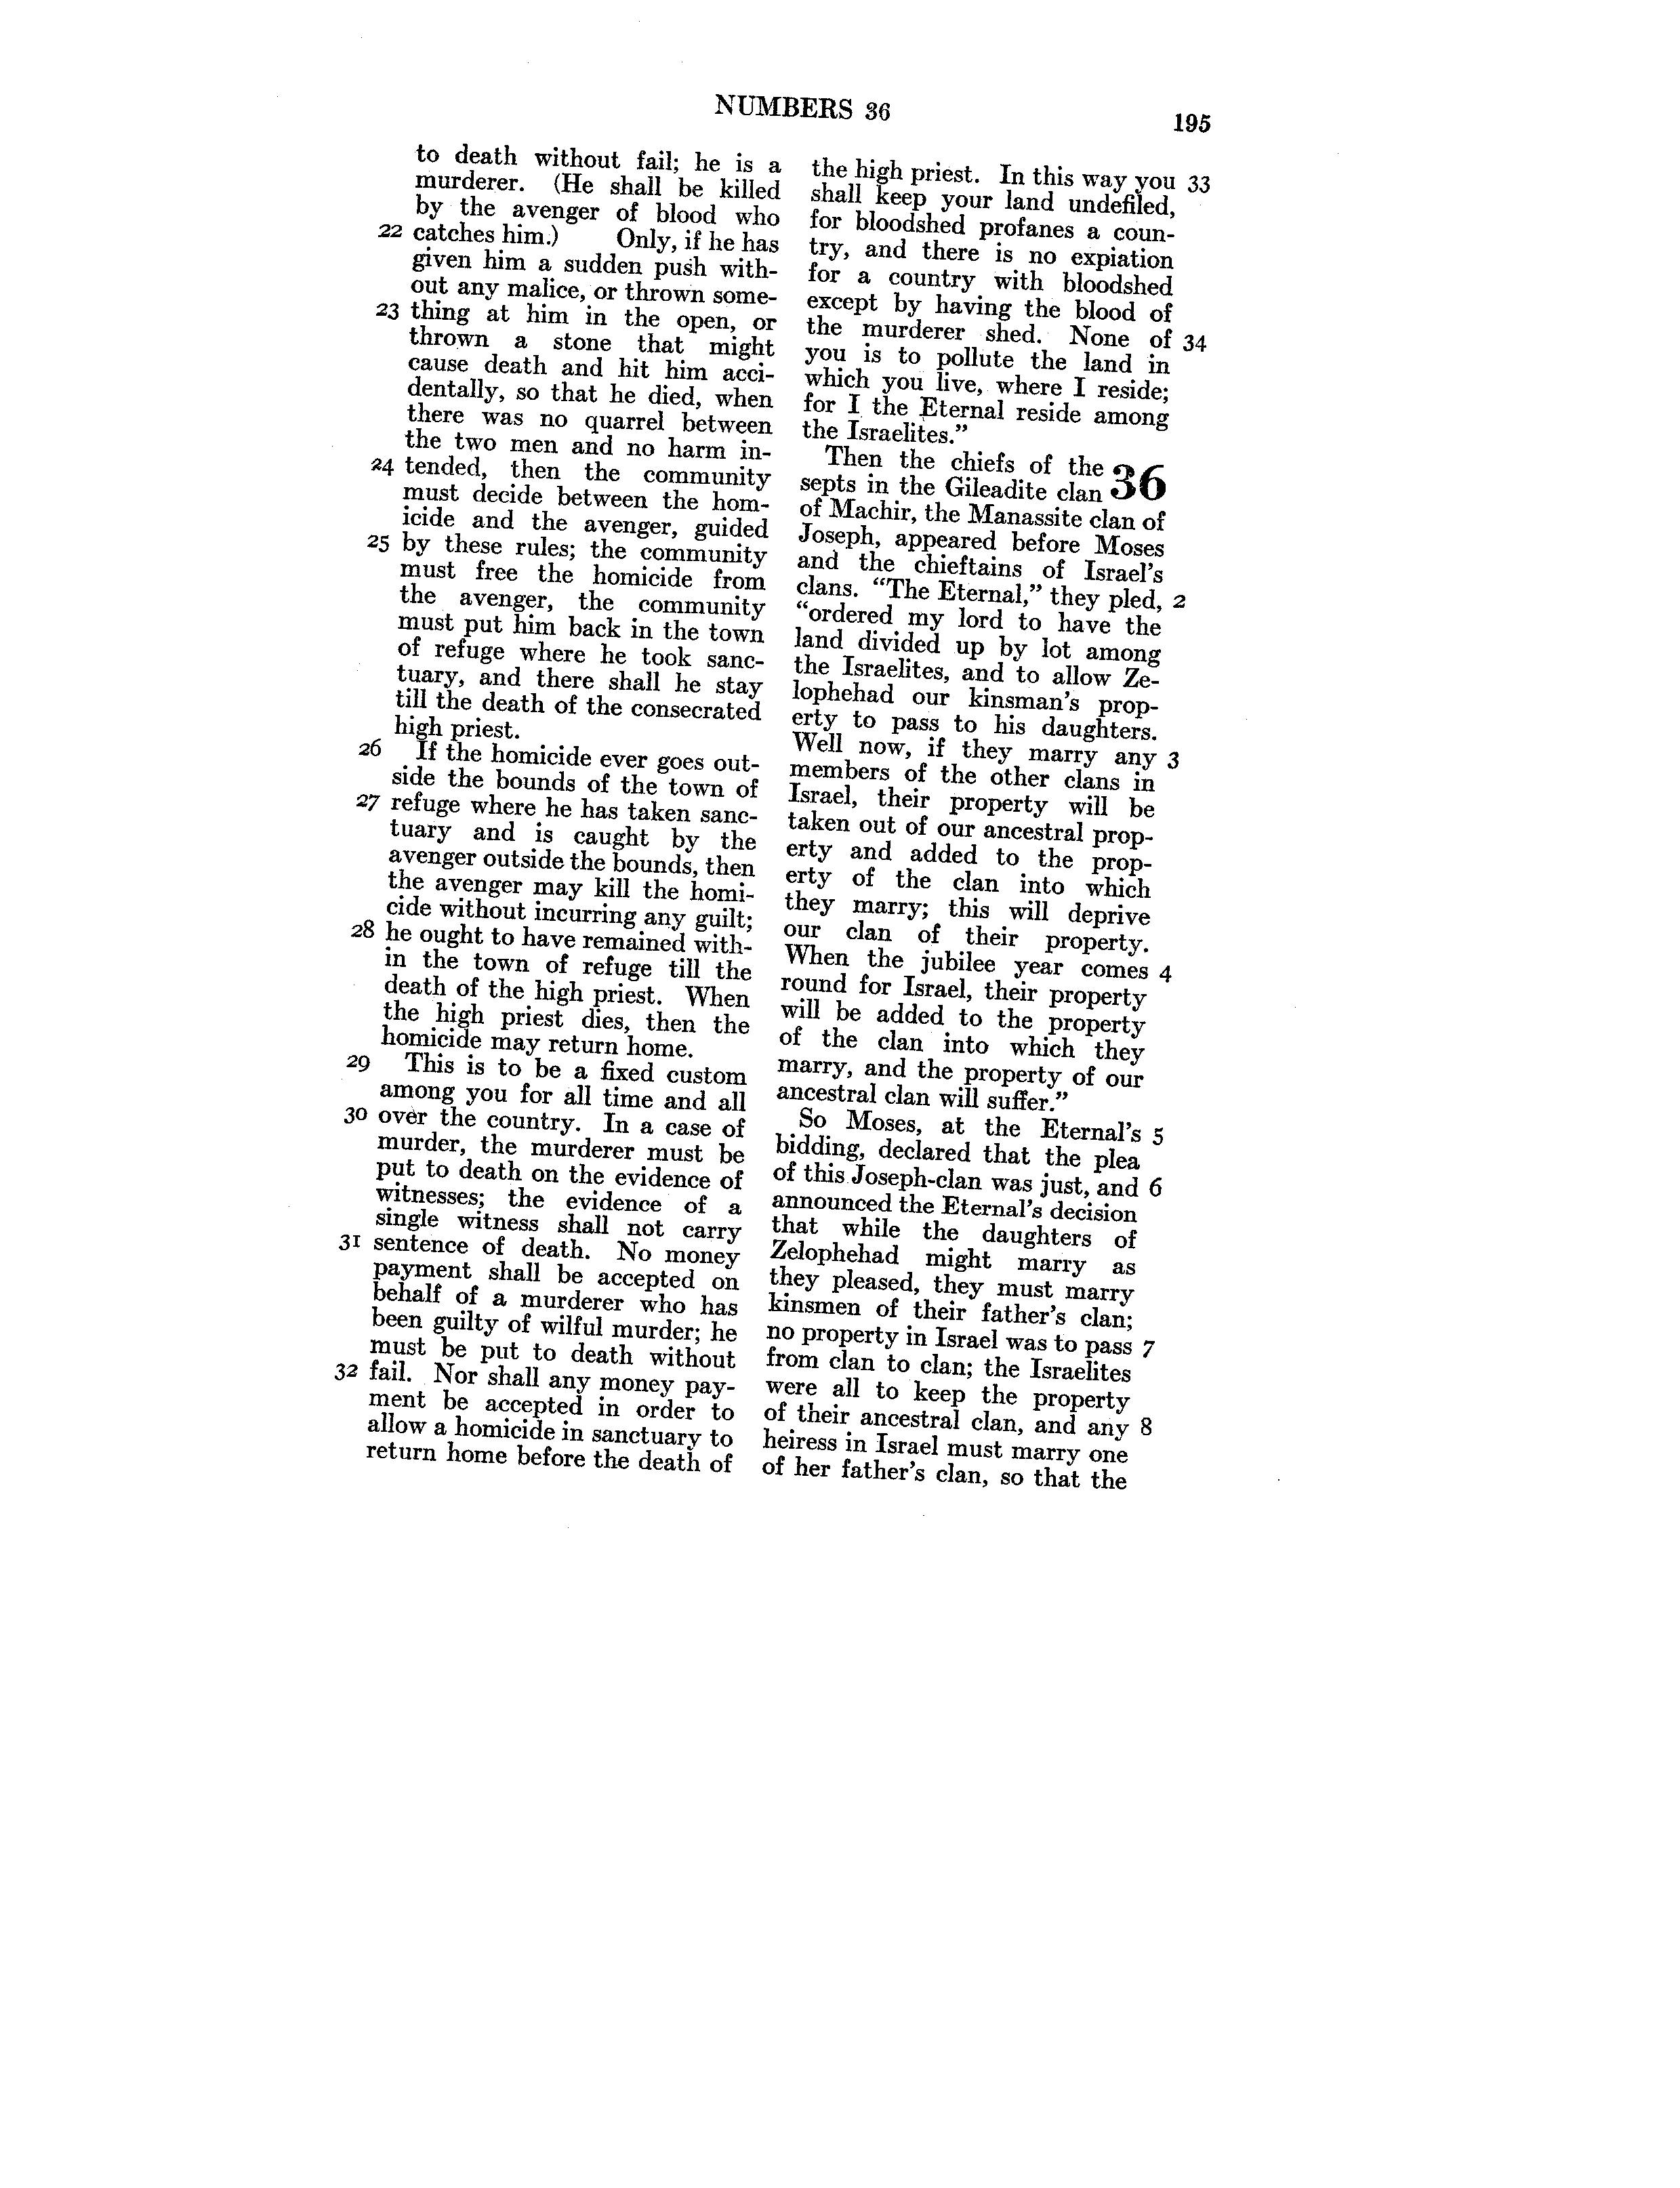 NUMBERS 36
195
to death without fail; he is a
murderer. (He shall be killed
by the avenger of blood who
22 catches him.) Only, if he has
given him a sudden push with-
out any malice, or thrown some-
23 thing at him in the open, or
thrown a stone that might
cause death and hit him acci-
dentally, so that he died, when
there was no quarrel between
the two men and no harm in-
24 tended, then the community
must decide between the hom-
icide and the avenger, guided
25 by these rules; the community
must free the homicide from
the avenger, the community
must put him back in the town
of refuge where he took sanc-
tuary, and there shall he stay
till the death of the consecrated
high priest.
26 If the homicide ever goes out-
side the bounds of the town of
27 refuge where he has taken sanc-
tuary and is caught by the
avenger outside the bounds, then
the avenger may kill the homi-
cide without incurring any guilt;
28 he ought to have remained with-
in the town of refuge till the
death of the high priest. When
the high priest dies, then the
homicide may return home.
29 This is to be a fixed custom
among you for all time and all
30 over the country. In a case of
murder, the murderer must be
put to death on the evidence of
witnesses; the evidence of a
single witness shall not carry
31 sentence of death. No money
payment shall be accepted on
behalf of a murderer who has
been guilty of wilful murder; he
must be put to death without
32 fail. Nor shall any money pay-
ment be accepted in order to
allow a homicide in sanctuary to
return home before the death of
the high priest. In this way you 33
shall keep your land undefiled,
for bloodshed profanes a coun-
try, and there is no expiation
for a country with bloodshed
except by having the blood of
the murderer shed. None of 34
you is to pollute the land in
which you live, where I reside;
for I the Eternal reside among
the Israelites.”
Then the chiefs of the 36
septs in the Gileadite clan
of Machir, the Manassite clan of
Joseph, appeared before Moses
and the chieftains of Israel's
clans. “The Eternal,” they pled, 2
“ordered my lord to have the
land divided up by lot among
the Israelites, and to allow Ze-
lophehad our kinsman's prop-
erty to pass to his daughters.
Well now, if they marry any 3
members of the other clans in
Israel, their property will be
taken out of our ancestral prop-
erty and added to the prop-
erty of the clan into which
they marry; this will deprive
our clan of their property.
When the jubilee year comes 4
round for Israel, their property
will be added to the property
of the clan into which they
marry, and the property of our
ancestral clan will suffer.”
So Moses, at the Eternal's 5
bidding, declared that the plea
of this Joseph-clan was just, and 6
announced the Eternal's decision
that while the daughters of
Zelophehad might marry as
they pleased, they must marry
kinsmen of their father's clan;
no property in Israel was to pass 7
from clan to clan; the Israelites
were all to keep the property
of their ancestral clan, and any 8
heiress in Israel must marry one
of her father's clan, so that the